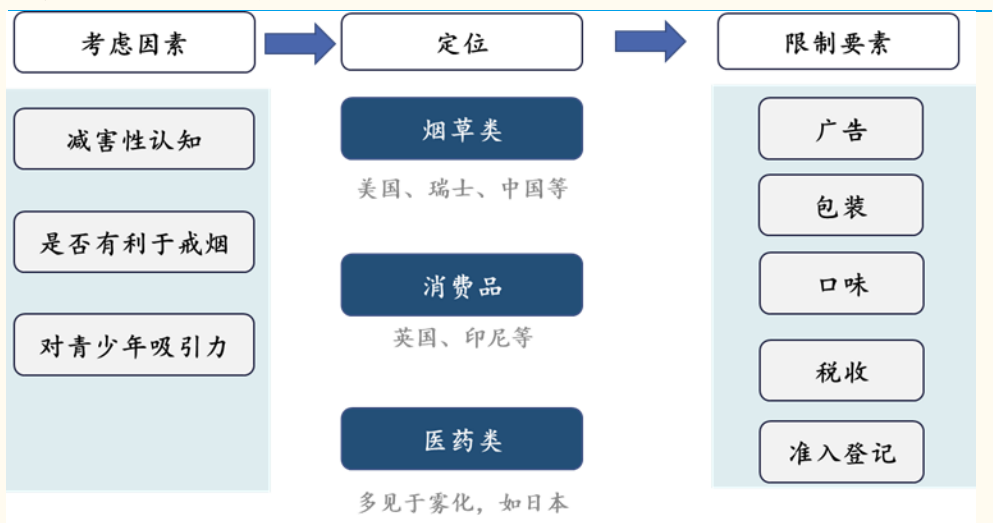 考虑因素
定位
限制要素
减害性认知
是否有利于戒烟
对青少年吸引力
烟草类
美国、瑞士、中国等
消费品
英国、印尼等
医药类
多见于雾化，如日本
广告
包装
口味
税收
准入登记